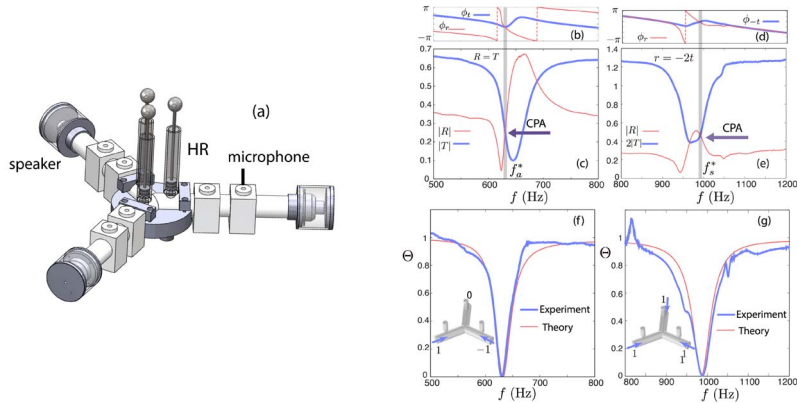 (a)
HR
speaker
microphone
π
−π
ϕt
ϕr
(b)
π
−π
ϕ−t
ϕr
(d)
0.7
0.6
0.5
0.4
0.3
0.2
0.1
0
R = T
CPA
|R|
|T|
(c)
500
600
700
800
f*a
f (Hz)
1.4
1.2
1
0.8
0.6
0.4
0.2
0
r = −2t
CPA
|R|
2|T|
(e)
800
900
1000
1100
1200
f*s
f (Hz)
(f)
Θ
1
0.8
0.6
0.4
0.2
0
0
1
−1
Experiment
Theory
500
600
800
f (Hz)
(g)
Θ
1
0.8
0.6
0.4
0.2
0
1
1
1
Experiment
Theory
800
900
1000
1200
f (Hz)